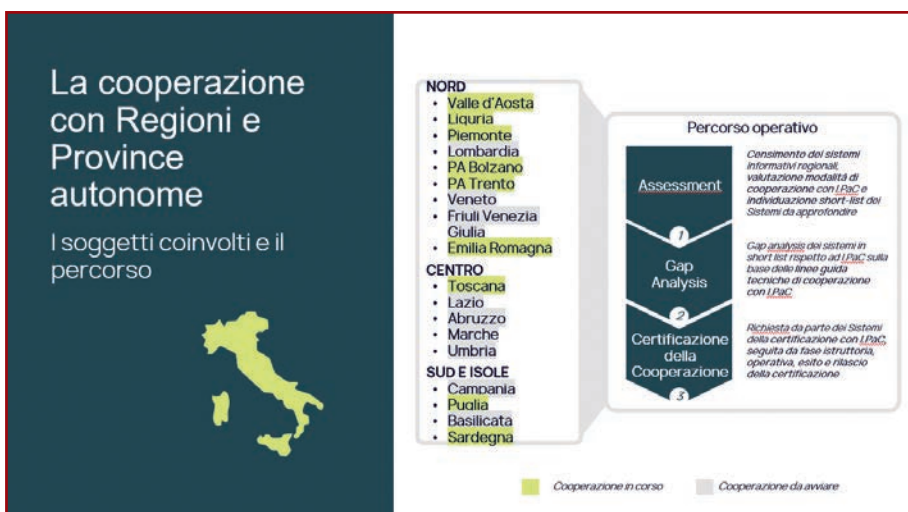 La cooperazione
con Regioni e
Province
autonome
I soggetti coinvolti e il
percorso
NORD
• Valle d'Aosta
• Liguria
• Piemonte
• Lombardia
• PA Bolzano
• PA Trento
• Veneto
• Friuli Venezia
Giulia
• Emilia Romagna
CENTRO
• Toscana
• Lazio
• Abruzzo
• Marche
• Umbria
SUD E ISOLE
• Campania
• Puglia
• Basilicata
• Sardegna
Percorso operativo
Assessment
Censimento dei sistemi
informativi regionali,
valutazione modalità di
cooperazione con I.PaC e
individuazione short-list dei
Sistemi da approfondire
1
Gap
Analysis
Gap analysis dei sistemi in
short list rispetto ad I.PaC sulla
base delle linee guida
tecniche di cooperazione
con I.PaC
2
Certificazione
della
Cooperazione
Richiesta da parte dei Sistemi
della certificazione con I.PaC,
seguita da fase istruttoria,
operativa, esito e rilascio
della certificazione
3
Cooperazione in corso
Cooperazione da avviare